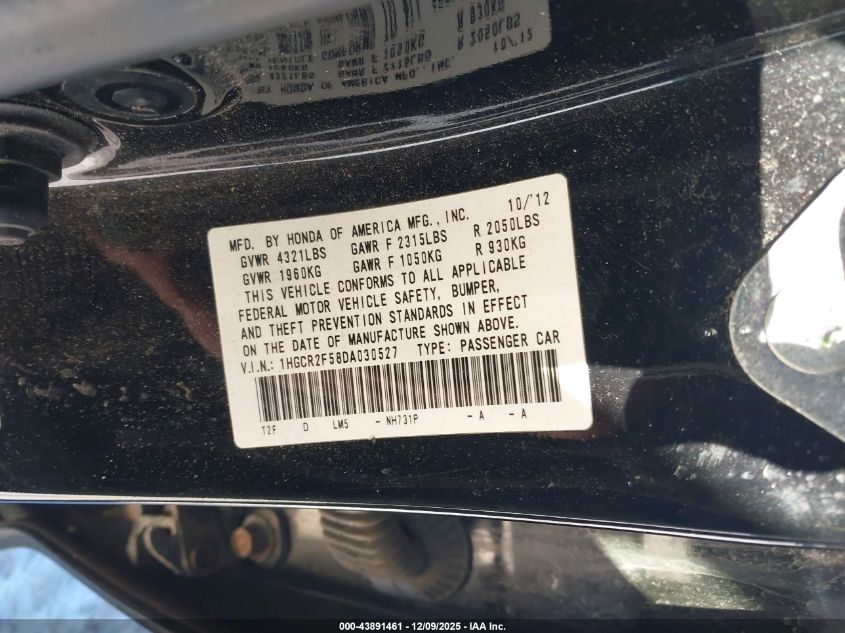 MFD. BY HONDA OF AMERICA MFG., INC. 10/'12
GVWR 4321LBS GAWR F 2315LBS R 2050LBS
GVWR 1960KG GAWR F 1050KG R 930KG
THIS VEHICLE CONFORMS TO ALL APPLICABLE
FEDERAL MOTOR VEHICLE SAFETY, BUMPER,
AND THEFT PREVENTION STANDARDS IN EFFECT
ON THE DATE OF MANUFACTURE SHOWN ABOVE.
V.I.N.: 1HGCR2F58DA030527 TYPE: PASSENGER CAR
T2F D LM5 - NH731P - A - A
000-43891461 - 12/09/2025 - IAA Inc.